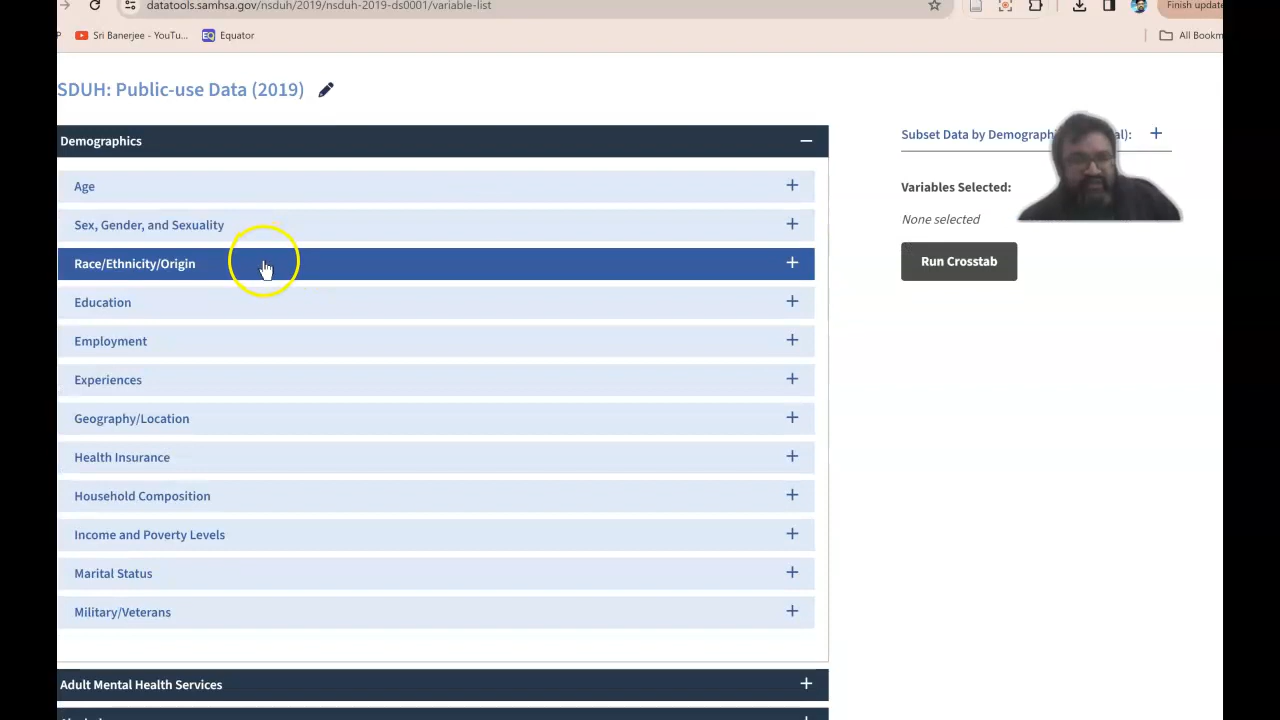 datatools.samhsa.gov/nsduh/2019/nsduh-2019-ds0001/variable-list
Finish update
Sri Banerjee - YouTu...
Equator
All Bookm
SDUH: Public-use Data (2019)
Demographics
Age
Sex, Gender, and Sexuality
Race/Ethnicity/Origin
Education
Employment
Experiences
Geography/Location
Health Insurance
Household Composition
Income and Poverty Levels
Marital Status
Military/Veterans
Adult Mental Health Services
Subset Data by Demographi al):
Variables Selected:
None selected
Run Crosstab